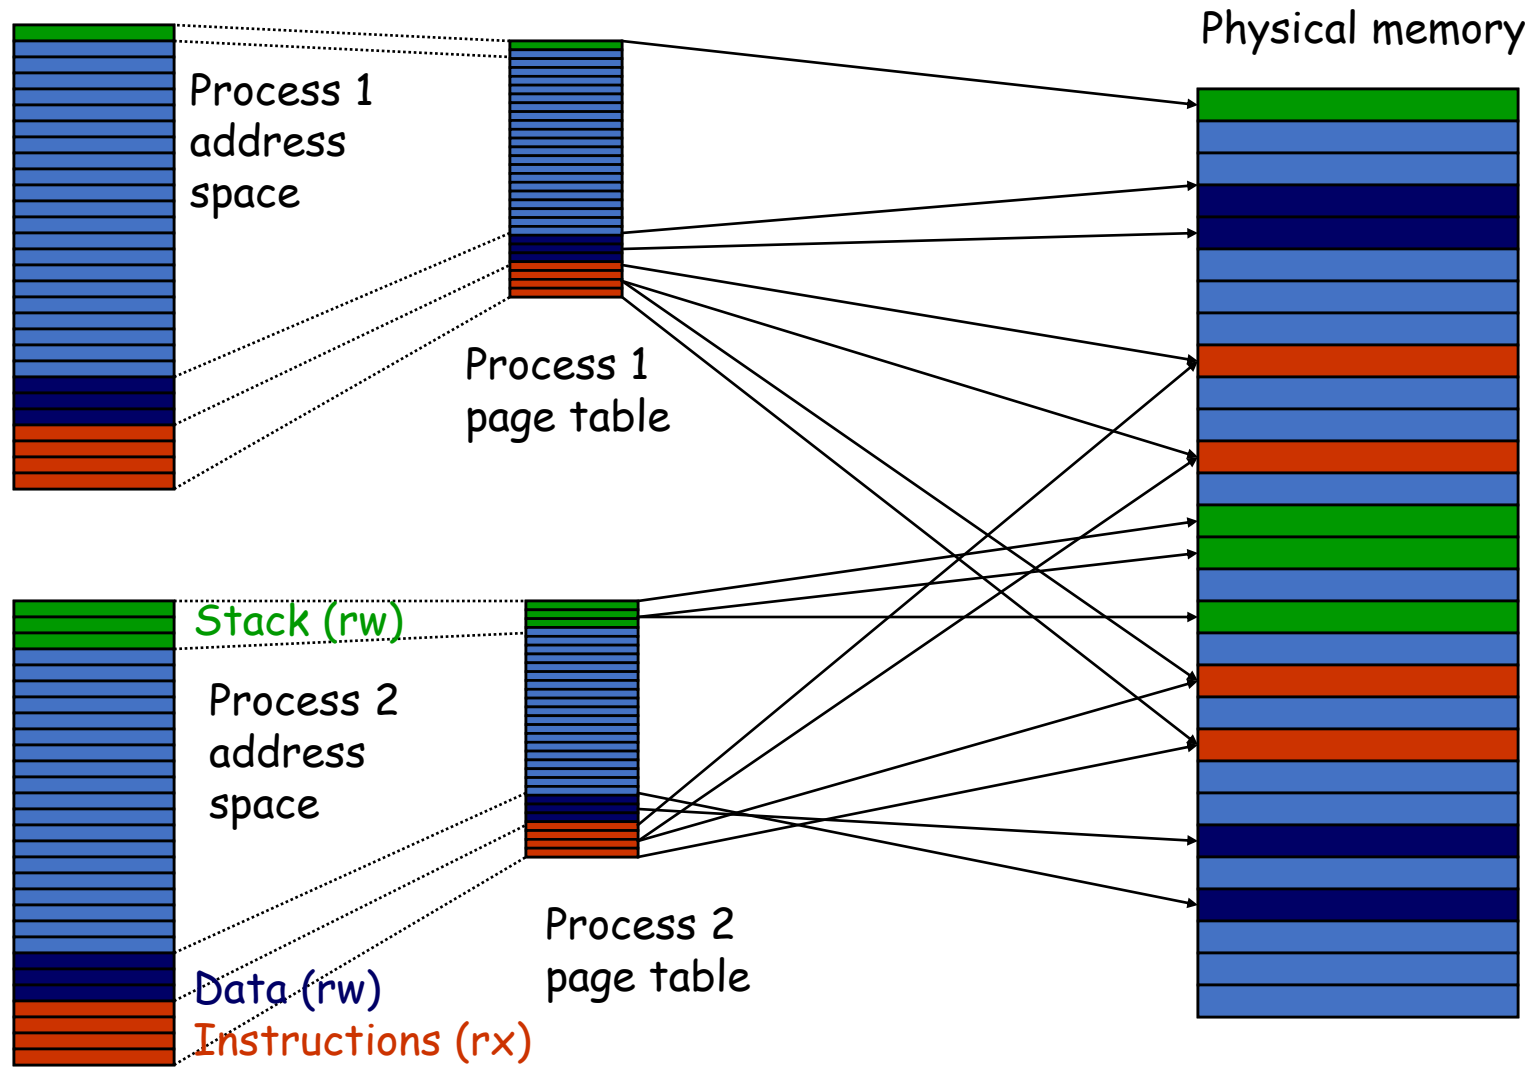 Physical memory
Process 1
address
space
Process 1
page table
Stack (rw)
Process 2
address
space
Process 2
page table
Data (rw)
Instructions (rx)